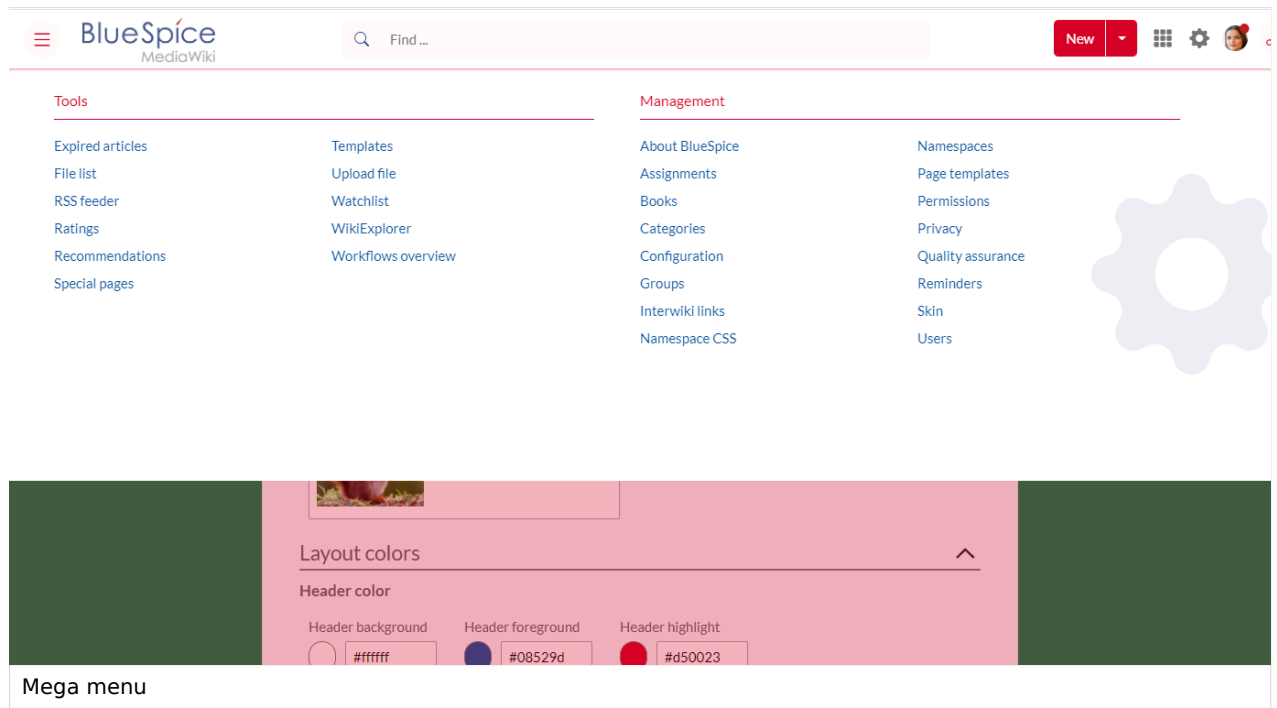 BlueSpice
MediaWiki
Find ...
New
Tools
Expired articles
File list
RSS feeder
Ratings
Recommendations
Special pages
Templates
Upload file
Watchlist
WikiExplorer
Workflows overview
Management
About BlueSpice
Assignments
Books
Categories
Configuration
Groups
Interwiki links
Namespace CSS
Namespaces
Page templates
Permissions
Privacy
Quality assurance
Reminders
Skin
Users
Layout colors
Header color
Header background Header foreground Header highlight
#ffffff #08529d #d50023
Mega menu